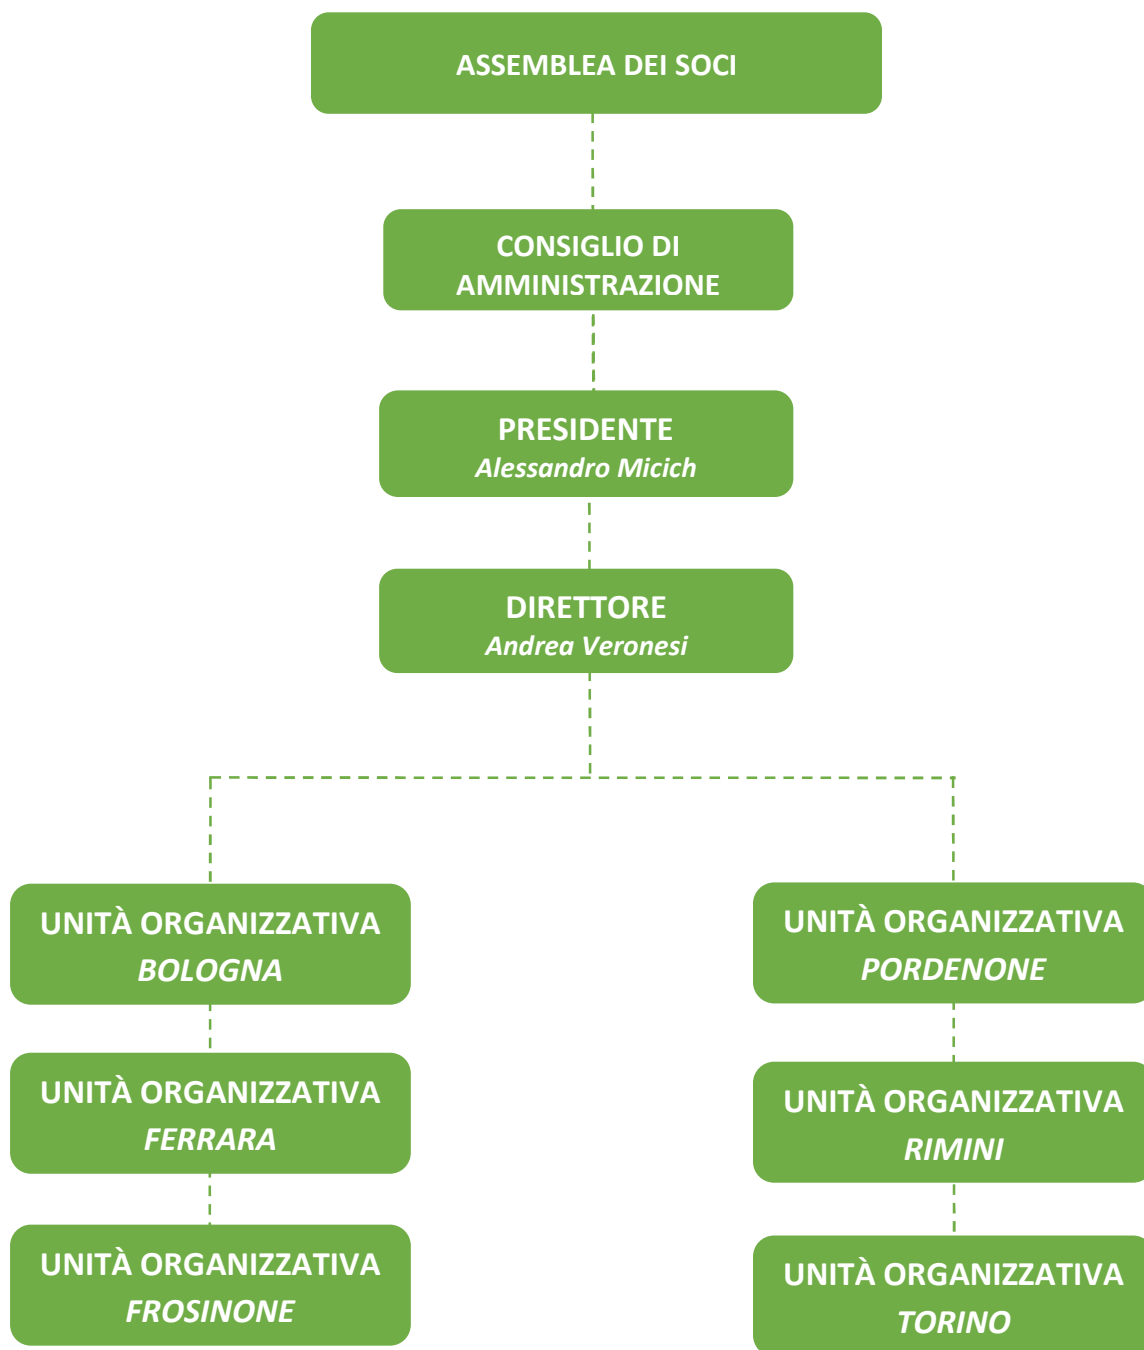 ASSEMBLEA DEI SOCI
CONSIGLIO DI
AMMINISTRAZIONE
PRESIDENTE
Alessandro Micich
DIRETTORE
Andrea Veronesi
UNITÀ ORGANIZZATIVA
BOLOGNA
UNITÀ ORGANIZZATIVA
FERRARA
UNITÀ ORGANIZZATIVA
FROSINONE
UNITÀ ORGANIZZATIVA
PORDENONE
UNITÀ ORGANIZZATIVA
RIMINI
UNITÀ ORGANIZZATIVA
TORINO